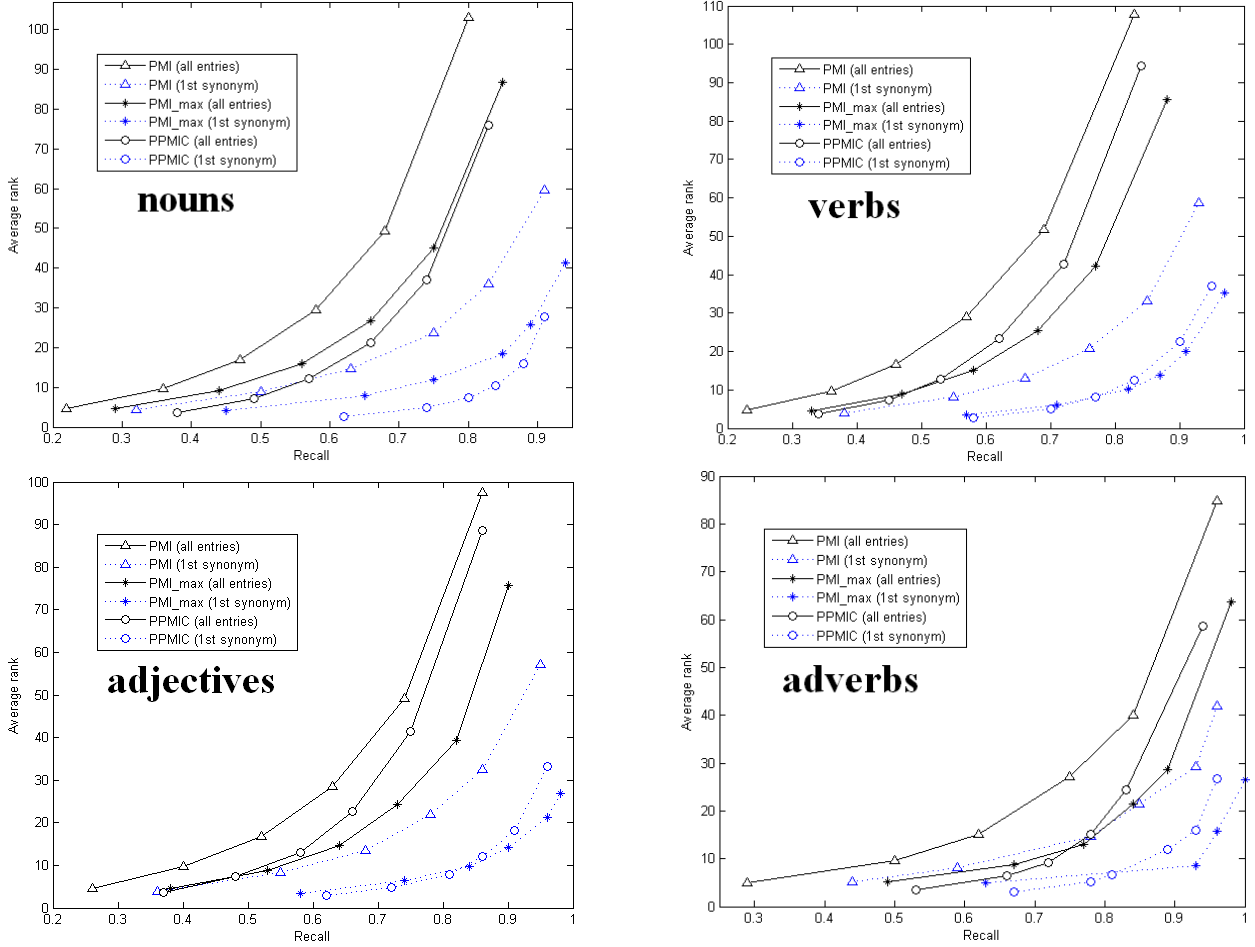 100
90
80
70
60
50
40
30
20
10
0
Average rank
PMI (all entries)
PMI (1st synonym)
PMI_max (all entries)
PMI_max (1st synonym)
PPMIC (all entries)
PPMIC (1st synonym)
nouns
0.2 0.3 0.4 0.5 0.6 0.7 0.8 0.9
Recall
110
100
90
80
70
60
50
40
30
20
10
0
Average rank
PMI (all entries)
PMI (1st synonym)
PMI_max (all entries)
PMI_max (1st synonym)
PPMIC (all entries)
PPMIC (1st synonym)
verbs
0.2 0.3 0.4 0.5 0.6 0.7 0.8 0.9 1
Recall
100
90
80
70
60
50
40
30
20
10
0
Average rank
PMI (all entries)
PMI (1st synonym)
PMI_max (all entries)
PMI_max (1st synonym)
PPMIC (all entries)
PPMIC (1st synonym)
adjectives
0.2 0.3 0.4 0.5 0.6 0.7 0.8 0.9 1
Recall
90
80
70
60
50
40
30
20
10
0
Average rank
PMI (all entries)
PMI (1st synonym)
PMI_max (all entries)
PMI_max (1st synonym)
PPMIC (all entries)
PPMIC (1st synonym)
adverbs
0.3 0.4 0.5 0.6 0.7 0.8 0.9 1
Recall